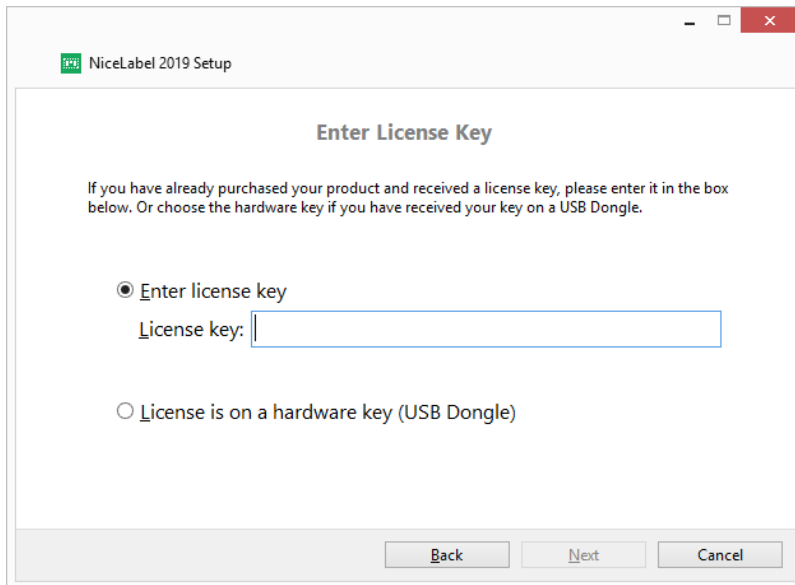 NiceLabel 2019 Setup
Enter License Key
If you have already purchased your product and received a license key, please enter it in the box
below. Or choose the hardware key if you have received your key on a USB Dongle.
Enter license key
License key:
License is on a hardware key (USB Dongle)
Back Next Cancel